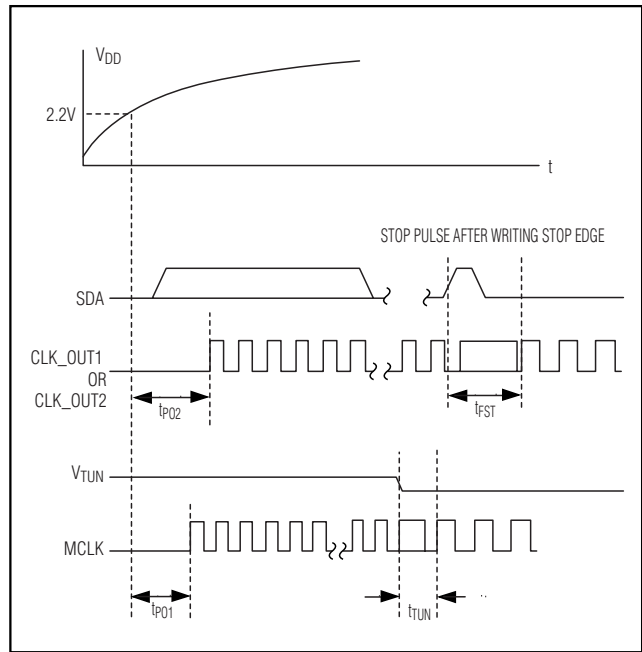 VDD
2.2V
t
STOP PULSE AFTER WRITING STOP EDGE
SDA
CLK_OUT1
OR
CLK_OUT2
tPO2
tFST
VTUN
MCLK
tPO1
tTUN